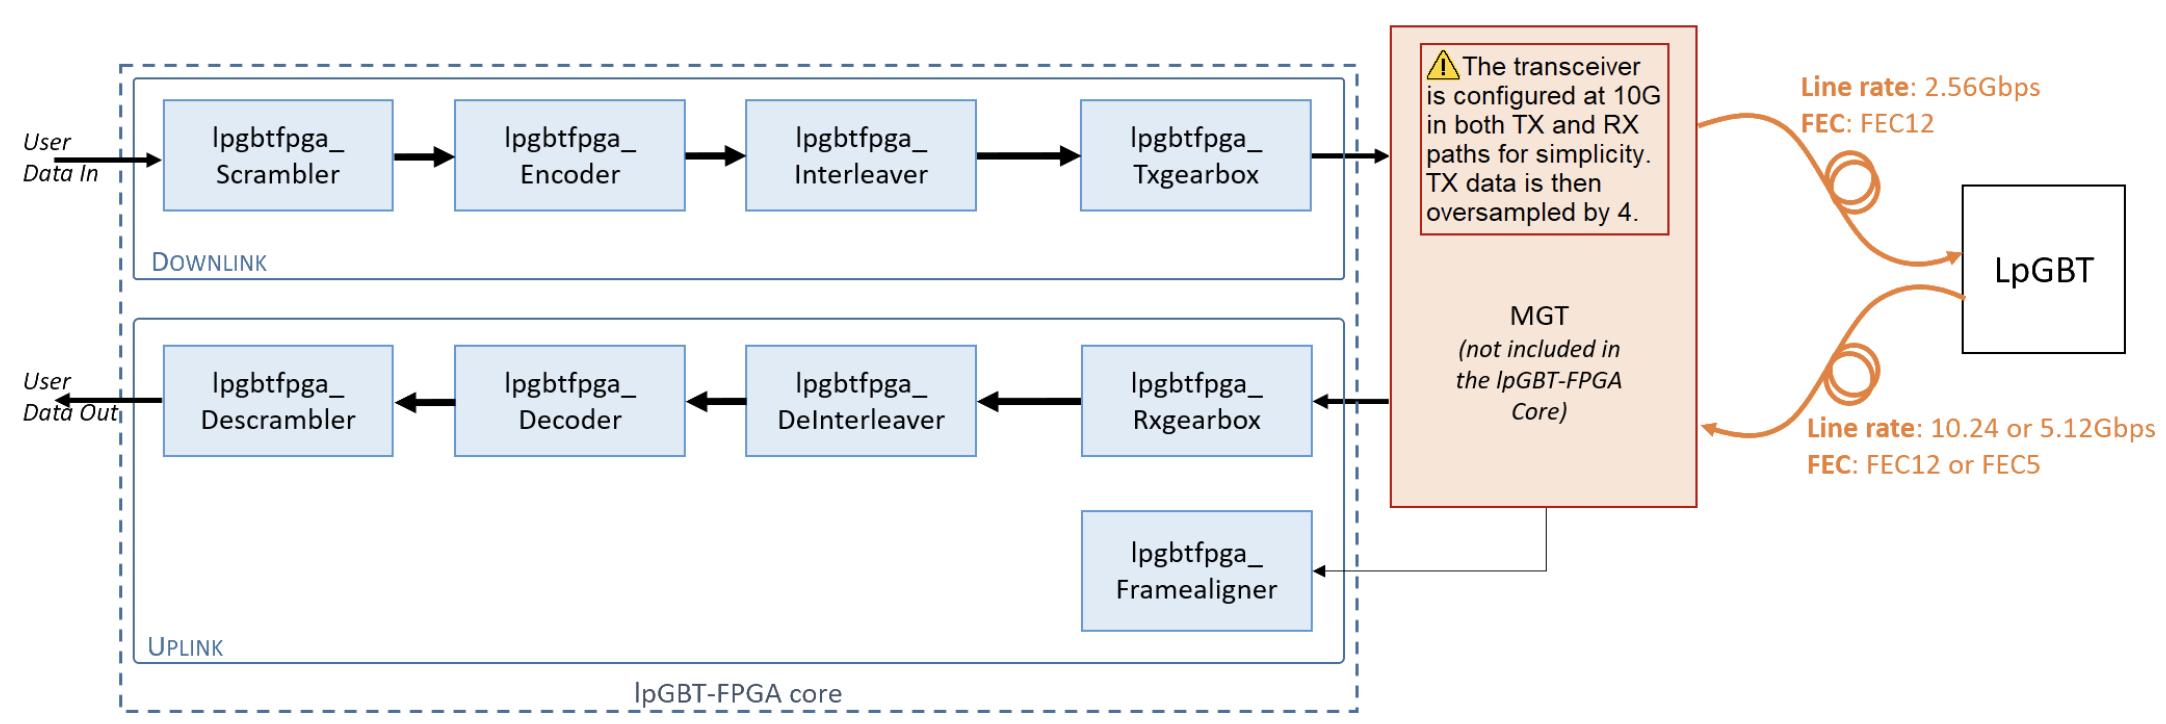 User
Data In
lpgbtfpga_
Scrambler
lpgbtfpga_
Encoder
lpgbtfpga_
Interleaver
lpgbtfpga_
Txgearbox
DOWNLINK
The transceiver
is configured at 10G
in both TX and RX
paths for simplicity.
TX data is then
oversampled by 4.
MGT
(not included in
the lpGBT-FPGA
Core)
Line rate: 2.56Gbps
FEC: FEC12
LpGBT
Line rate: 10.24 or 5.12Gbps
FEC: FEC12 or FEC5
User
Data Out
lpgbtfpga_
Descrambler
lpgbtfpga_
Decoder
lpgbtfpga_
DeInterleaver
lpgbtfpga_
Rxgearbox
lpgbtfpga_
Framealigner
UPLINK
lpGBT-FPGA core